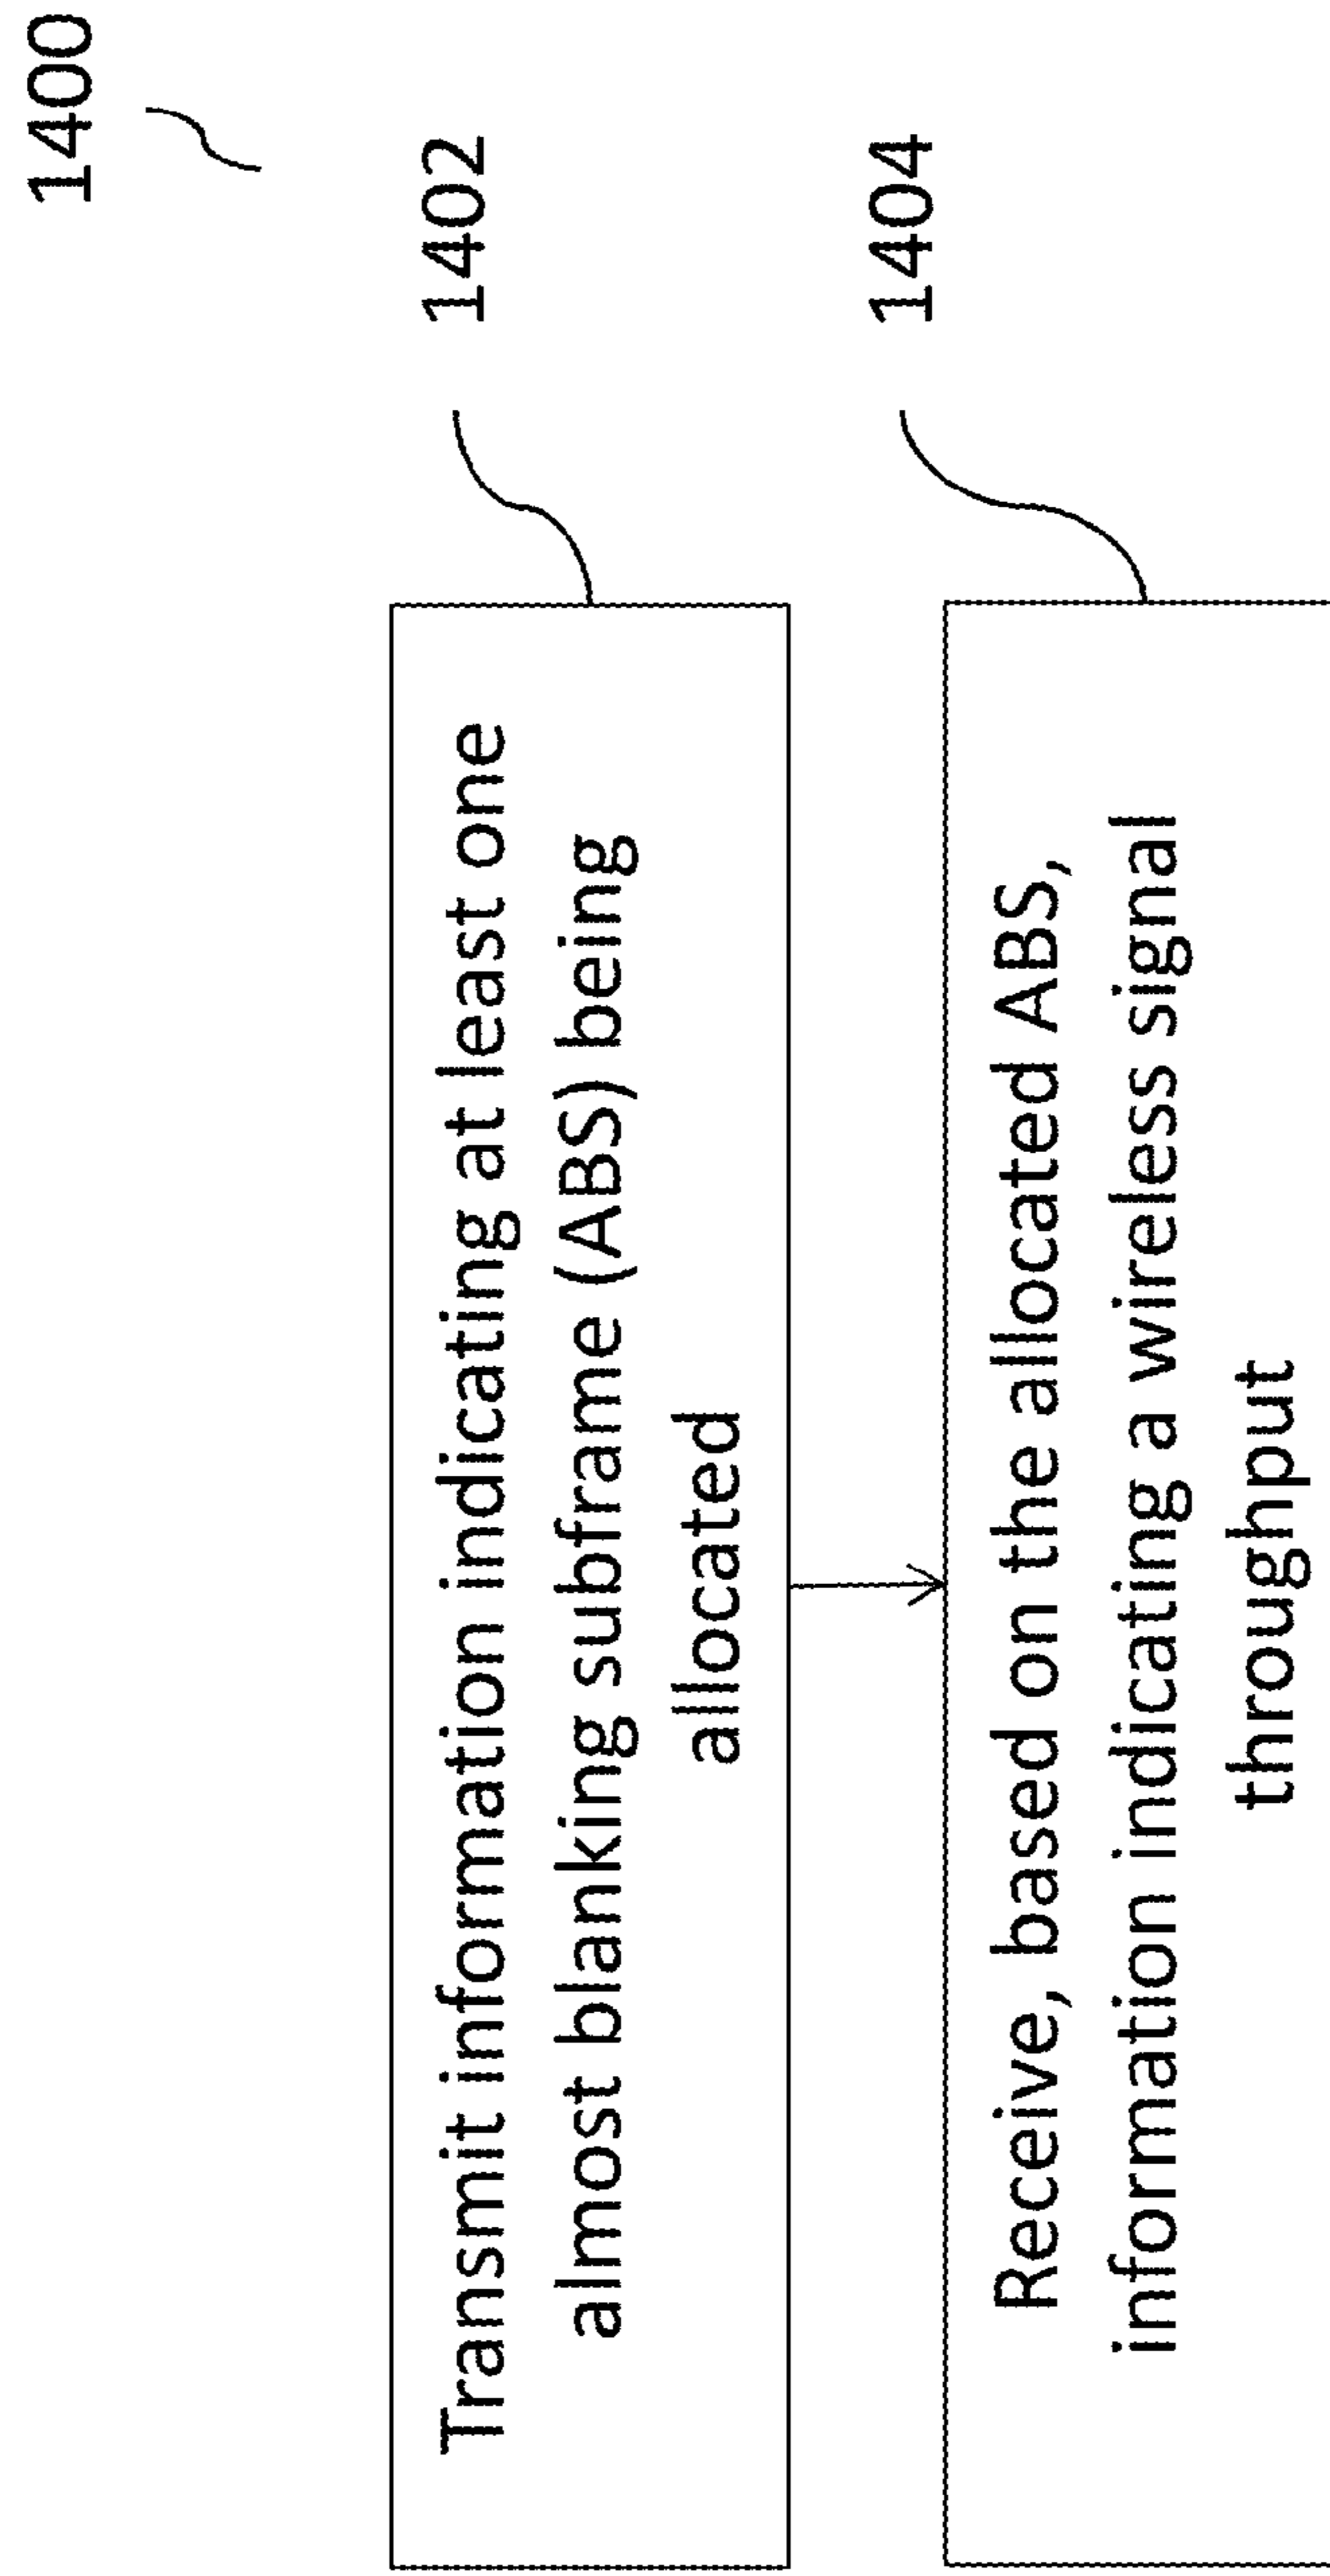 1400
1402
Transmit information indicating at least one
almost blanking subframe (ABS) being
allocated
1404
Receive, based on the allocated ABS,
information indicating a wireless signal
throughput